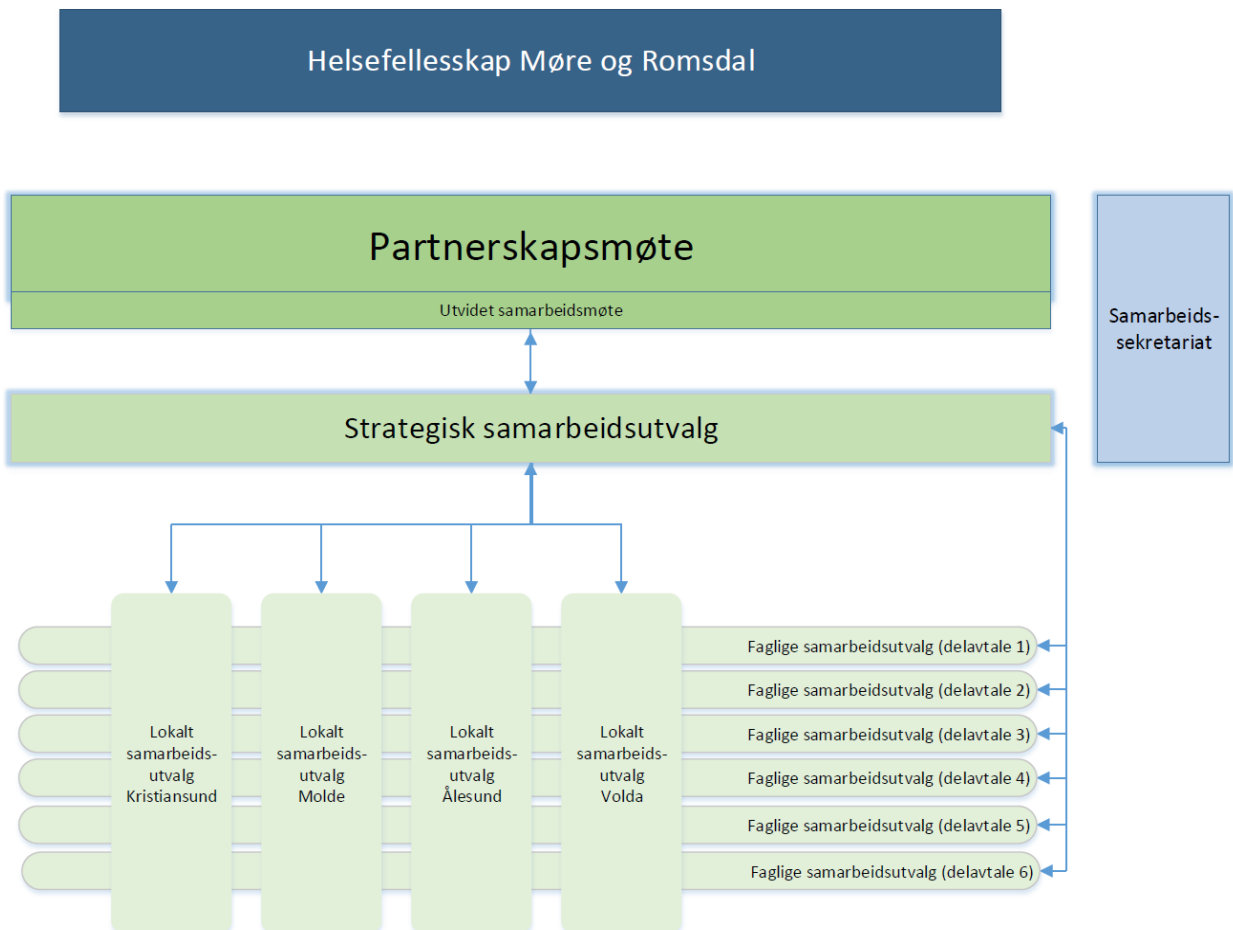 Helsefellesskap Møre og Romsdal
Partnerskapsmøte
Utvidet samarbeidsmøte
Samarbeids-
sekretariat
Strategisk samarbeidsutvalg
Faglige samarbeidsutvalg (delavtale 1)
Faglige samarbeidsutvalg (delavtale 2)
Faglige samarbeidsutvalg (delavtale 3)
Faglige samarbeidsutvalg (delavtale 4)
Faglige samarbeidsutvalg (delavtale 5)
Faglige samarbeidsutvalg (delavtale 6)
Lokalt
samarbeids-
utvalg
Kristiansund
Lokalt
samarbeids-
utvalg
Molde
Lokalt
samarbeids-
utvalg
Ålesund
Lokalt
samarbeids-
utvalg
Volda